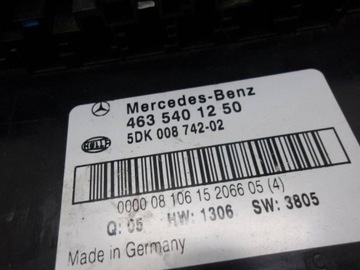 Mercedes-Benz
463 540 12 50
5DK 008 742-02
HELLA
0000 08 106 15 2066 05 (4)
Q: 05 HW: 1306 SW: 3805
Made in Germany